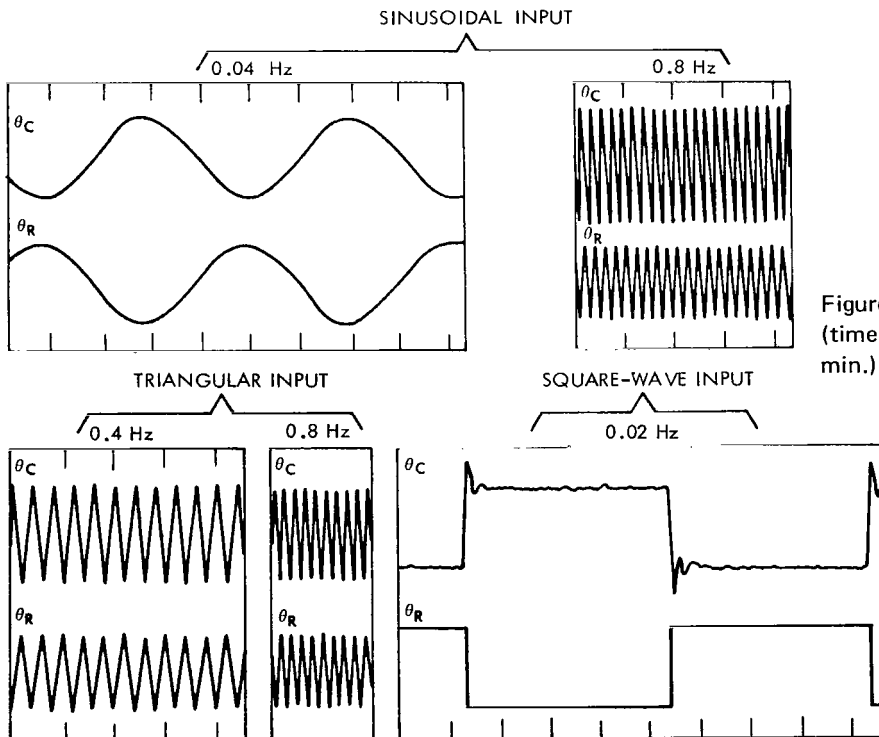 SINUSOIDAL INPUT
0.04 Hz
0.8 Hz
θC
θR
θC
θR
Figure
(time
min.)
TRIANGULAR INPUT
0.4 Hz
0.8 Hz
θC
θR
θC
θR
SQUARE-WAVE INPUT
0.02 Hz
θC
θR